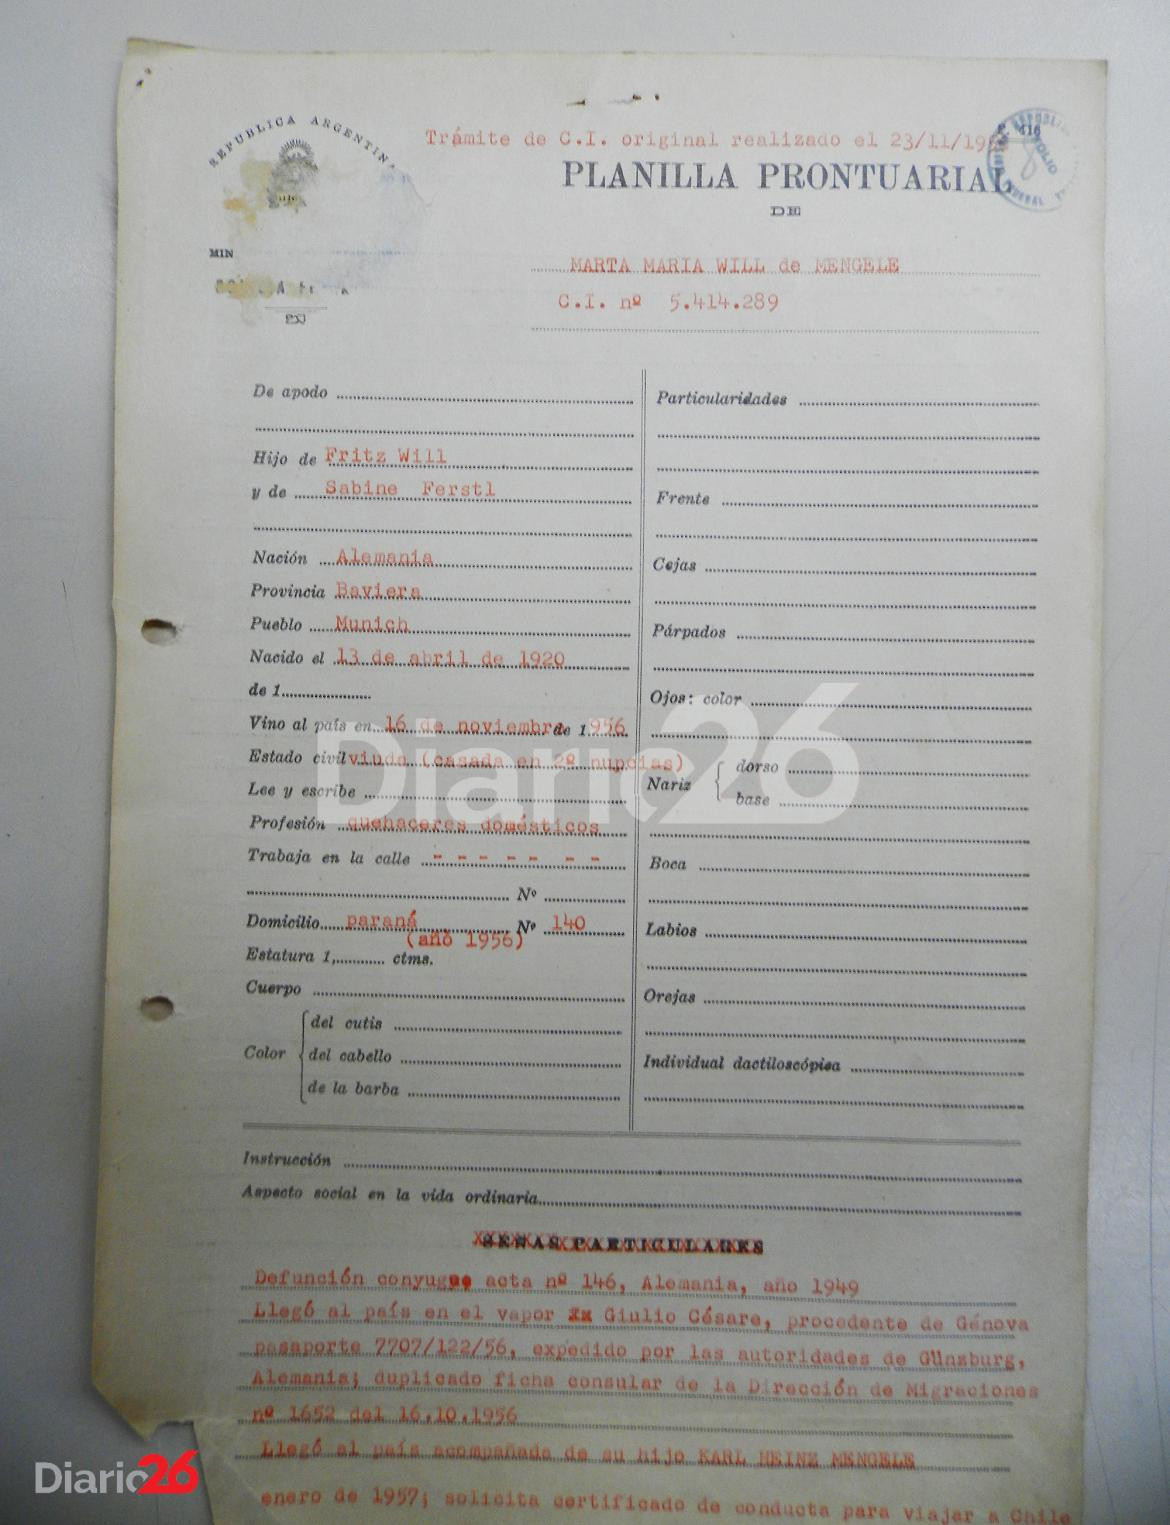 REPUBLICA ARGENTINA
Trámite de C.I. original realizado el 23/11/19
F. 416
FOLIO
PLANILLA PRONTUARIAL
DE
MIN
MARTA MARIA WILL de MENGELE
C.I. nº 5.414.289
De apodo
Hijo de Fritz Will
y de Sabine Ferstl
Nación Alemania
Provincia Baviera
Pueblo Munich
Nacido el 13 de abril de 1920
de 1
Vino al país en 16 de noviembre de 1956
Estado civil viuda (casada en 2º nupcias)
Lee y escribe
Profesión quehaceres domésticos
Trabaja en la calle - - - - - - -
Nº
Domicilio paraná Nº 140
(año 1956)
Estatura 1, ctms.
Cuerpo
Color
del cutis
del cabello
de la barba
Particularidades
Frente
Cejas
Párpados
Ojos: color
Nariz
dorso
base
Boca
Labios
Orejas
Individual dactiloscópica
Instrucción
Aspecto social en la vida ordinaria
SEÑAS PARTICULARES
Defunción conyuge acta nº 146, Alemania, año 1949
Llegó al país en el vapor xx Giulio César, procedente de Génova
pasaporte 7707/122/56, expedido por las autoridades de Günzburg,
Alemania; duplicado ficha consular de la Dirección de Migraciones
nº 1652 del 16.10.1956
Llegó al país acompañada de su hijo KARL HEINZ MENGELE
enero de 1957; solicita certificado de conducta para viajar a Chile
Diario26
Diario26